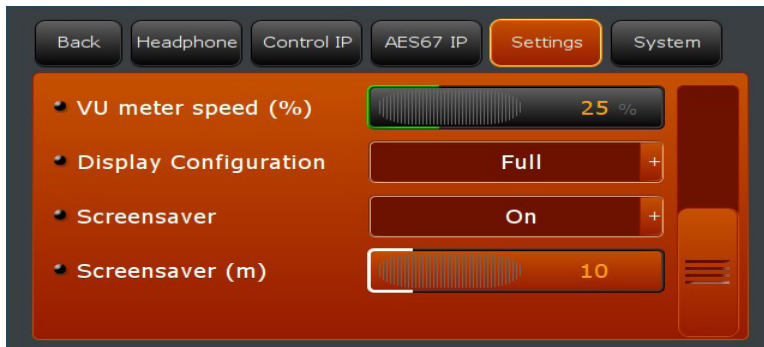 Back Headphone Control IP AES67 IP Settings System
VU meter speed (%) 25 %
Display Configuration Full +
Screensaver On +
Screensaver (m) 10